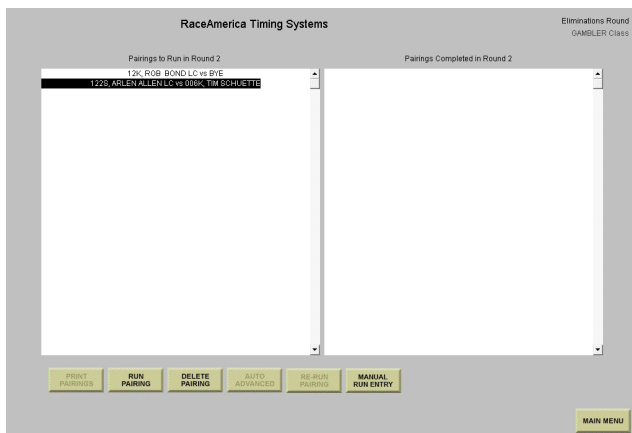 RaceAmerica Timing Systems
Eliminations Round
GAMBLER Class
Pairings to Run in Round 2
Pairings Completed in Round 2
12K, ROB BOND LC vs BYE
122S, ARLEN ALLEN LC vs 006K, TIM SCHUETTE
PRINT PAIRINGS
RUN PAIRING
DELETE PAIRING
AUTO ADVANCED
RE-RUN PAIRING
MANUAL RUN ENTRY
MAIN MENU